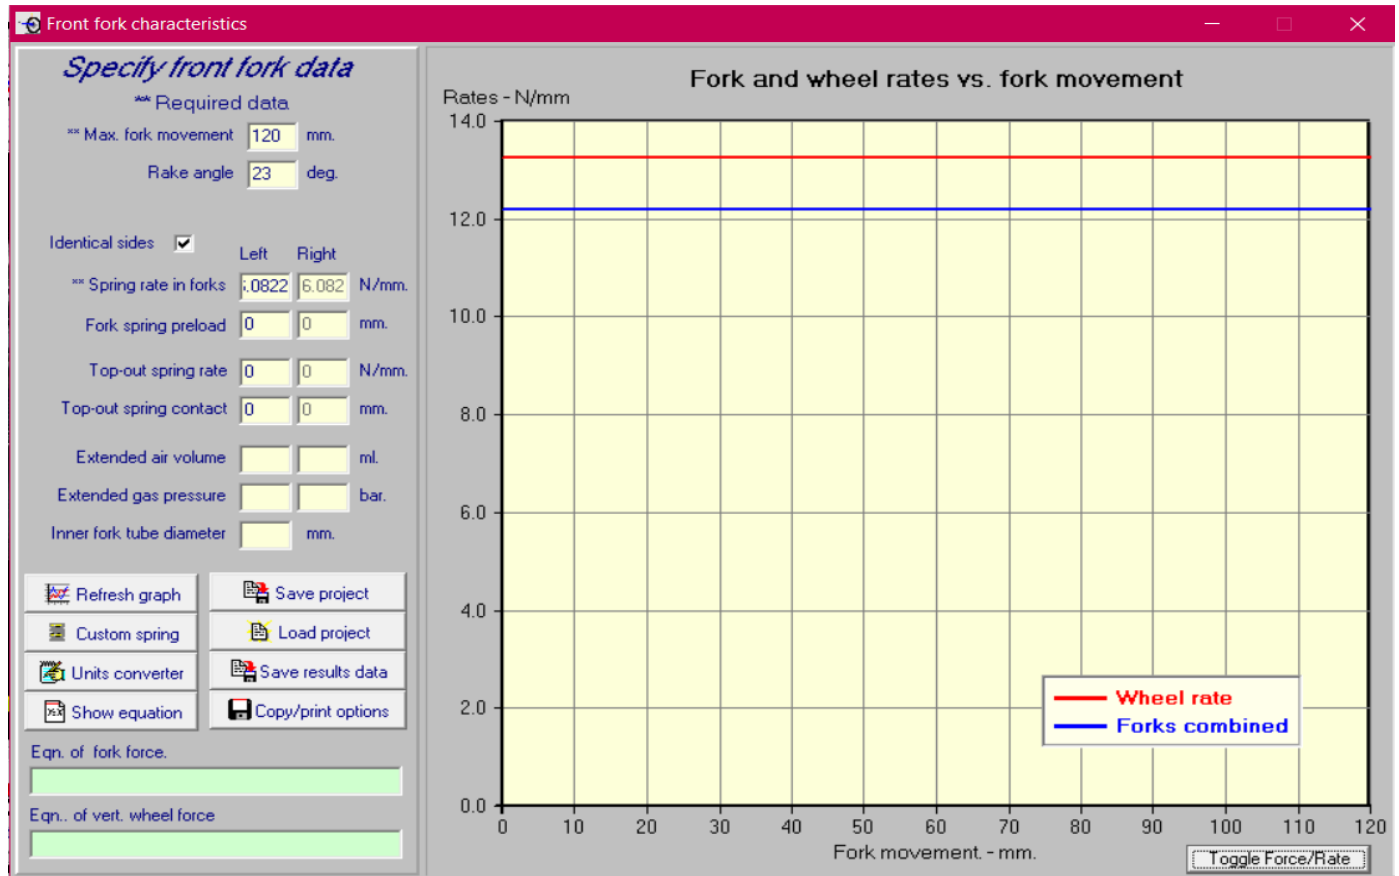 Front fork characteristics
Specify front fork data
** Required data
** Max. fork movement 120 mm.
Rake angle 23 deg.
Identical sides
Left Right
** Spring rate in forks .0822 6.082 N/mm.
Fork spring preload 0 0 mm.
Top-out spring rate 0 0 N/mm.
Top-out spring contact 0 0 mm.
Extended air volume ml.
Extended gas pressure bar.
Inner fork tube diameter mm.
Refresh graph Save project
Custom spring Load project
Units converter Save results data
Show equation Copy/print options
Eqn. of fork force.
Eqn.. of vert. wheel force
Fork and wheel rates vs. fork movement
Rates - N/mm
14.0
12.0
10.0
8.0
6.0
4.0
2.0
0.0
Wheel rate
Forks combined
0 10 20 30 40 50 60 70 80 90 100 110 120
Fork movement. - mm.
Toggle Force/Rate